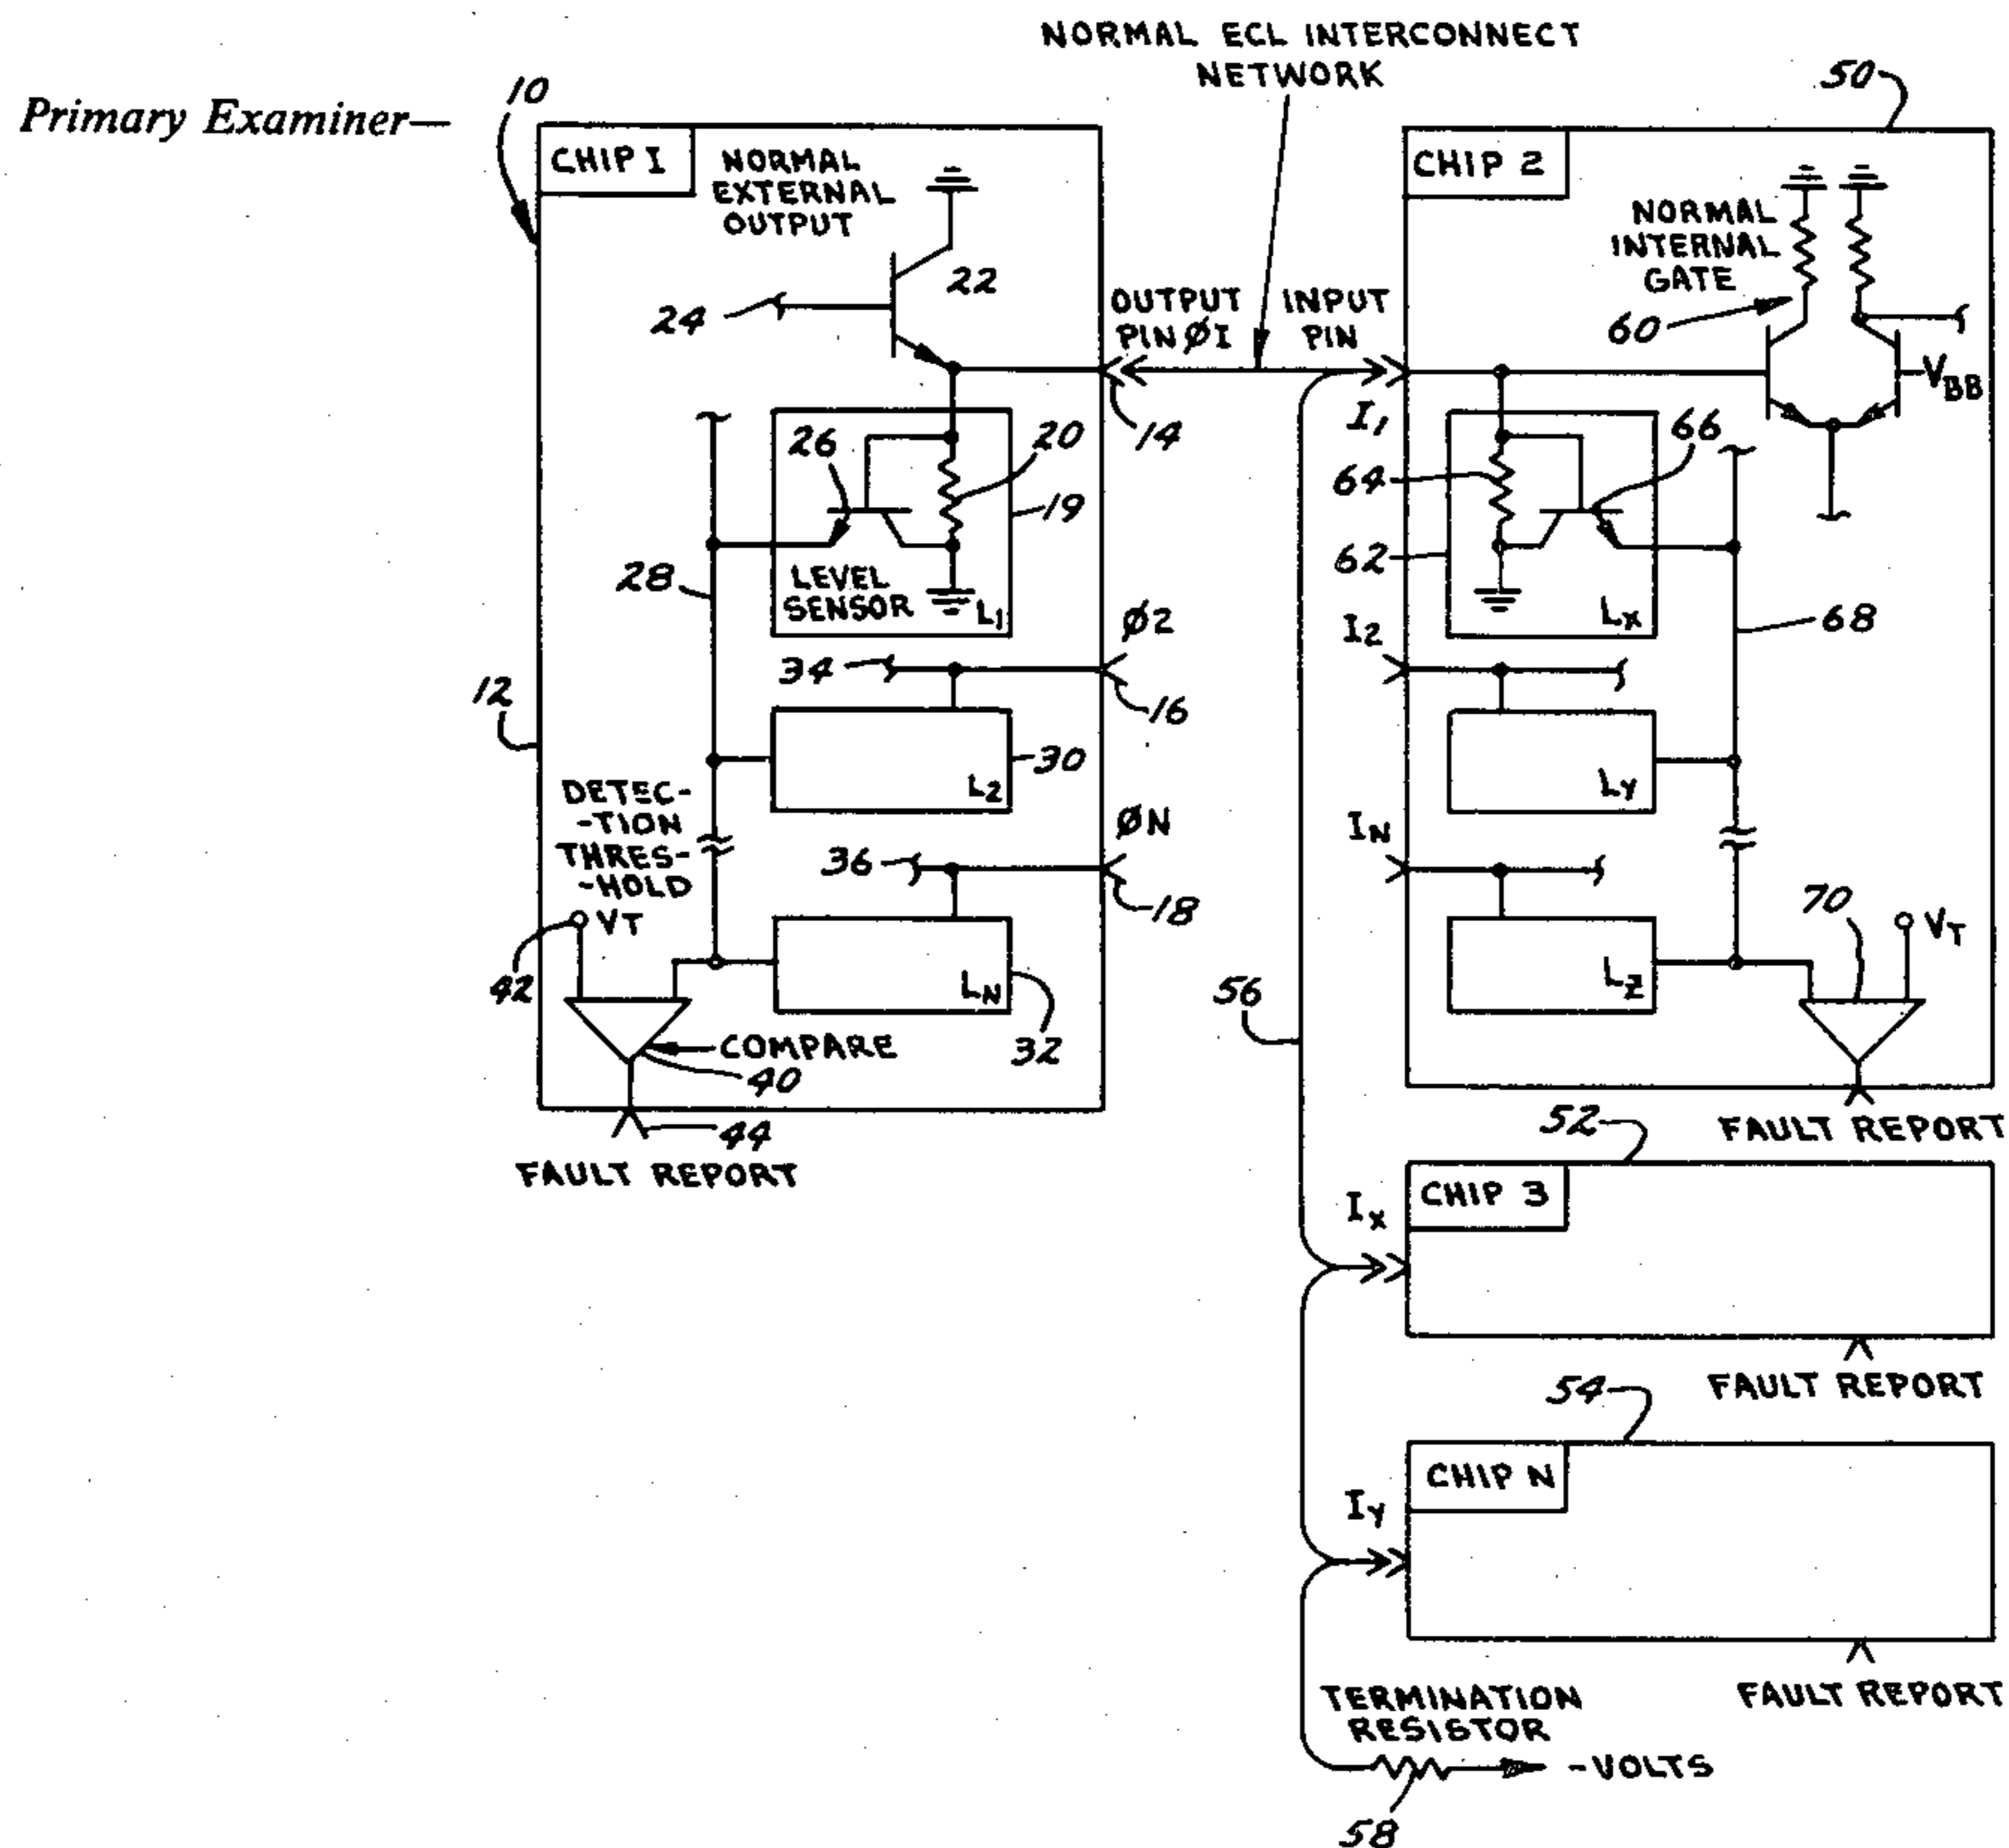 NORMAL ECL INTERCONNECT
NETWORK
Primary Examiner—
10
50
CHIP 1
NORMAL
EXTERNAL
OUTPUT
22
24
OUTPUT
PIN Ø1
INPUT
PIN
CHIP 2
NORMAL
INTERNAL
GATE
60
VBB
14
I1
26
20
19
LEVEL
SENSOR
L1
28
64
66
62
LX
68
12
34
Ø2
16
30
L2
I2
LY
DETEC-
-TION
THRES-
-HOLD
VT
42
36
ØN
18
LN
32
COMPARE
40
44
FAULT REPORT
IN
LZ
70
VT
56
FAULT REPORT
52
IX
CHIP 3
FAULT REPORT
54
CHIP N
IY
FAULT REPORT
TERMINATION
RESISTOR
-VOLTS
58